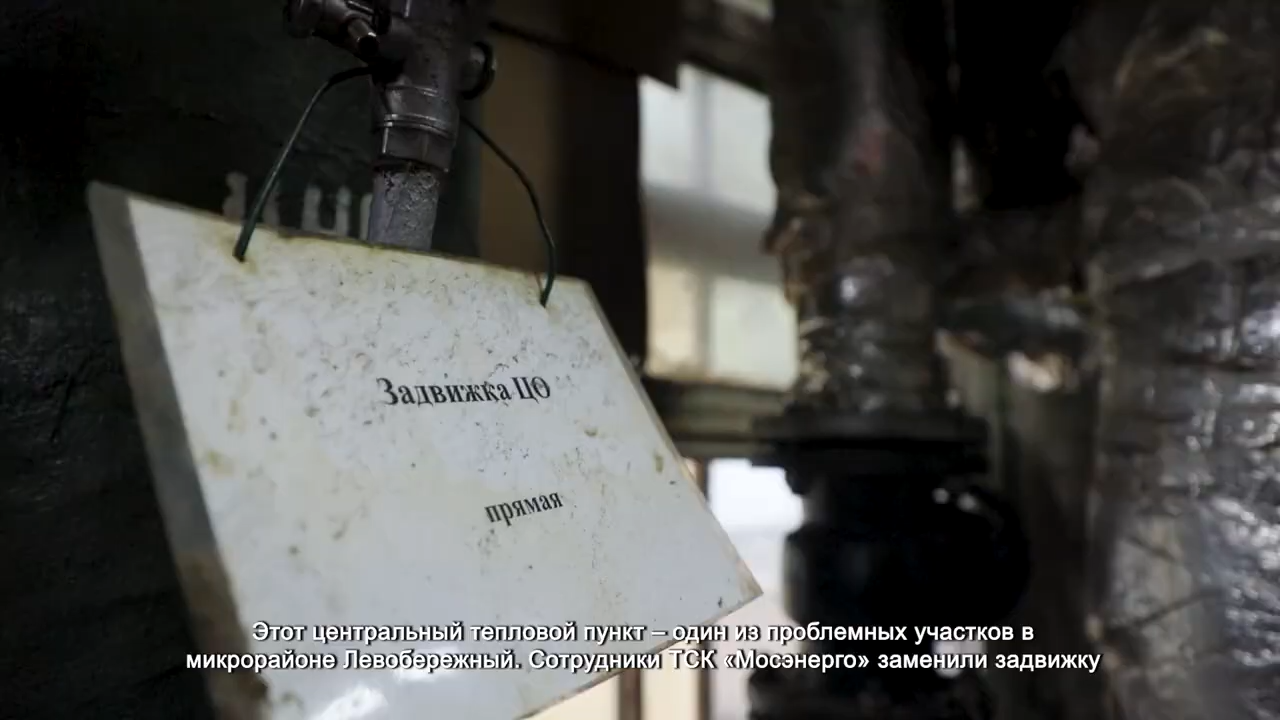 Задвижка ЦО
прямая
Этот центральный тепловой пункт – один из проблемных участков в
микрорайоне Левобережный. Сотрудники ТСК «Мосэнерго» заменили задвижку